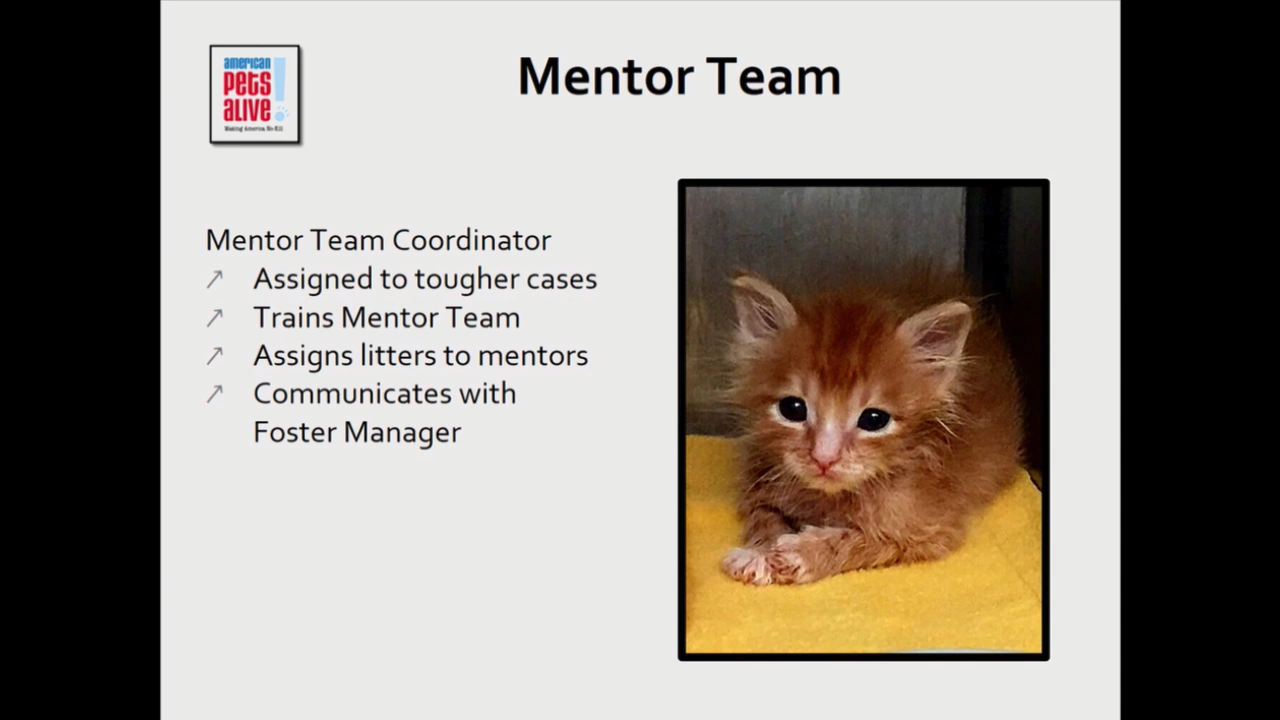 american
PETS
ALIVE!
Making America No-Kill
Mentor Team
Mentor Team Coordinator
Assigned to tougher cases
Trains Mentor Team
Assigns litters to mentors
Communicates with
Foster Manager